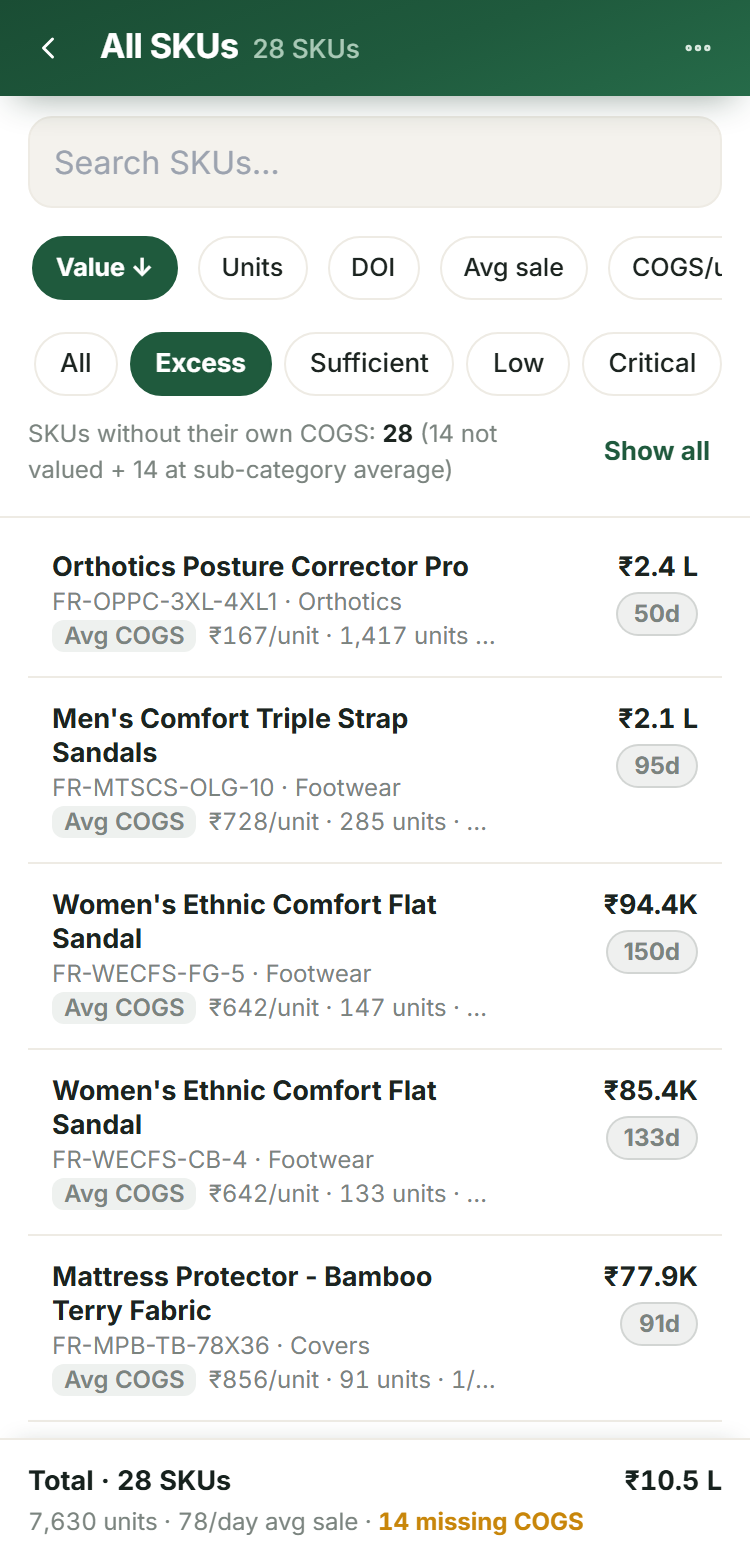 All SKUs 28 SKUs
Search SKUs...
Value ↓ Units DOI Avg sale COGS/u
All Excess Sufficient Low Critical
SKUs without their own COGS: 28 (14 not
valued + 14 at sub-category average)
Show all
Orthotics Posture Corrector Pro ₹2.4 L
FR-OPPC-3XL-4XL1 · Orthotics 50d
Avg COGS ₹167/unit · 1,417 units ...
Men's Comfort Triple Strap ₹2.1 L
Sandals 95d
FR-MTSCS-OLG-10 · Footwear
Avg COGS ₹728/unit · 285 units · ...
Women's Ethnic Comfort Flat ₹94.4K
Sandal 150d
FR-WECFS-FG-5 · Footwear
Avg COGS ₹642/unit · 147 units · ...
Women's Ethnic Comfort Flat ₹85.4K
Sandal 133d
FR-WECFS-CB-4 · Footwear
Avg COGS ₹642/unit · 133 units · ...
Mattress Protector - Bamboo ₹77.9K
Terry Fabric 91d
FR-MPB-TB-78X36 · Covers
Avg COGS ₹856/unit · 91 units · 1/...
Total · 28 SKUs ₹10.5 L
7,630 units · 78/day avg sale · 14 missing COGS